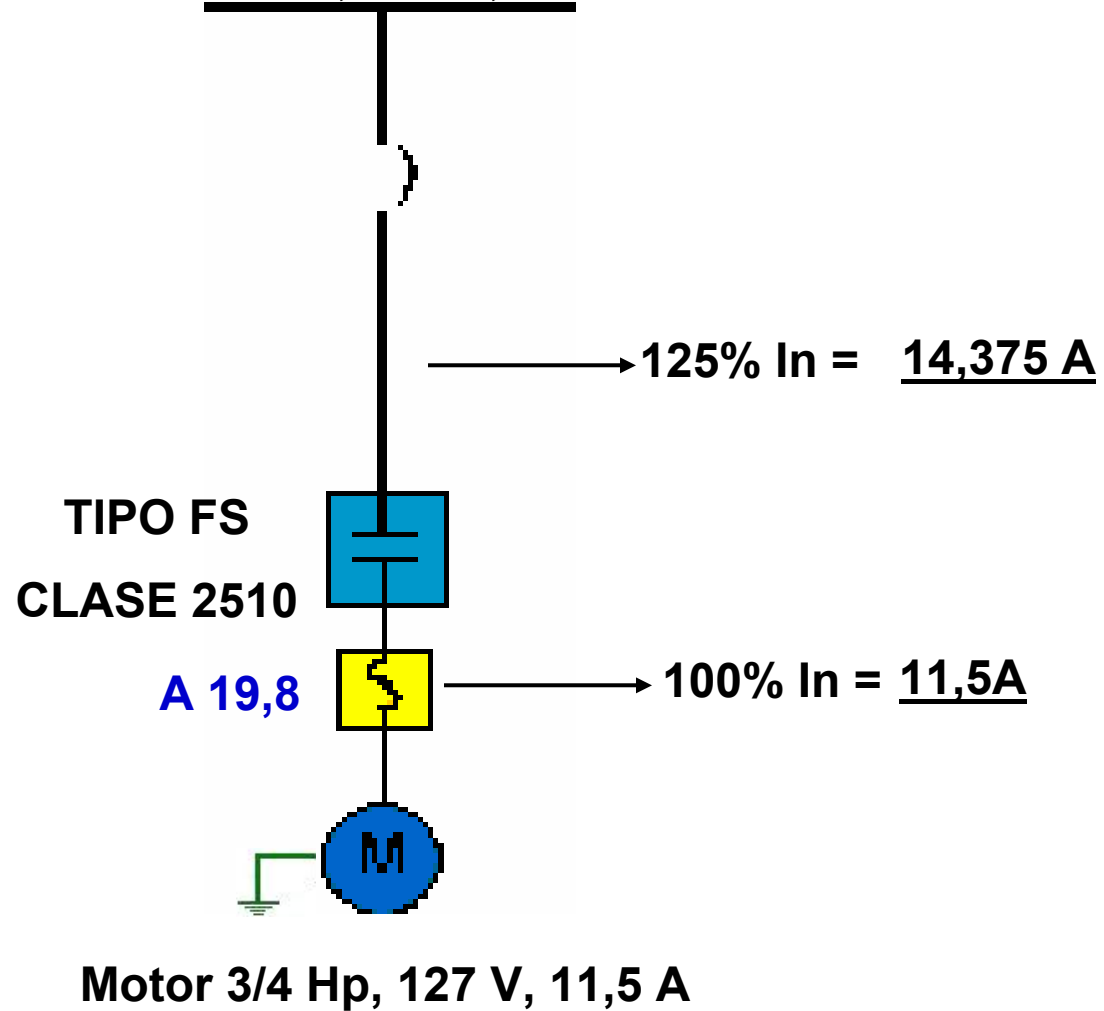 125% In = 14,375 A
TIPO FS
CLASE 2510
A 19,8
100% In = 11,5A
M
Motor 3/4 Hp, 127 V, 11,5 A